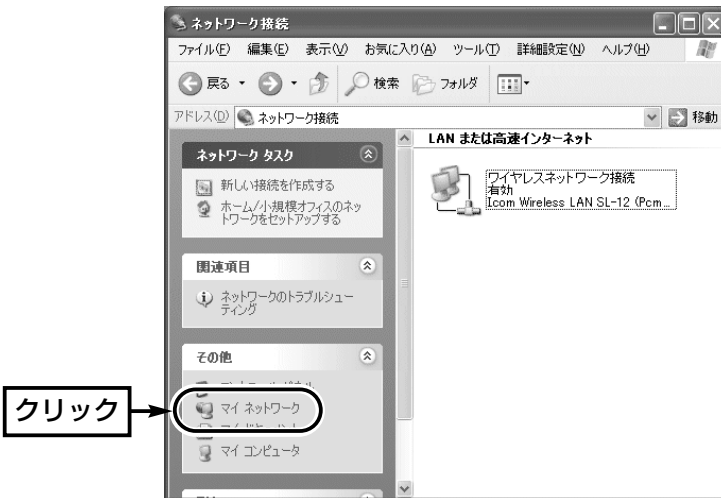 ネットワーク接続
ファイル(F) 編集(E) 表示(V) お気に入り(A) ツール(T) 詳細設定(N) ヘルプ(H)
戻る 検索 フォルダ
アドレス(D) ネットワーク接続 移動
ネットワーク タスク
新しい接続を作成する
ホーム/小規模オフィスのネッ
トワークをセットアップする
関連項目
ネットワークのトラブルシュー
ティング
その他
マイ ネットワーク
マイ コンピュータ
LAN または高速インターネット
ワイヤレスネットワーク接続
有効
Icom Wireless LAN SL-12 (Pcm...
クリック